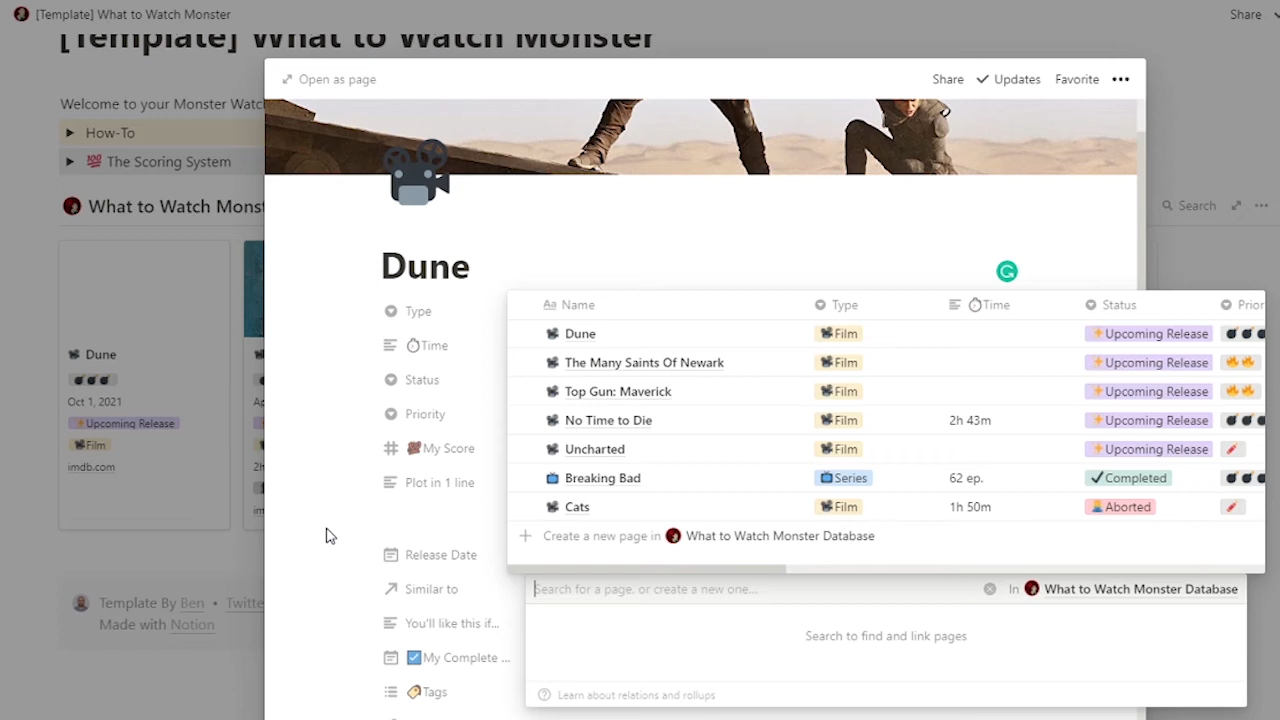 [Template] What to Watch Monster
Share
[Template] What to Watch Monster
Open as page
Share
Updates
Favorite
•••
Welcome to your Monster Watch
How-To
💯 The Scoring System
What to Watch Monst
Search
•••
Dune
Type
Time
Status
Priority
My Score
Plot in 1 line
Release Date
Similar to
You'll like this if...
My Complete ...
Tags
Aa Name Type Time Status Prior
Dune Film Upcoming Release
The Many Saints Of Newark Film Upcoming Release
Top Gun: Maverick Film Upcoming Release
No Time to Die Film 2h 43m Upcoming Release
Uncharted Film Upcoming Release
Breaking Bad Series 62 ep. Completed
Cats Film 1h 50m Aborted
+ Create a new page in What to Watch Monster Database
Search for a page, or create a new one...
In What to Watch Monster Database
Search to find and link pages
Learn about relations and rollups
Dune
Oct 1, 2021
Upcoming Release
Film
imdb.com
Ap
2h
im
Template By Ben • Twitte
Made with Notion